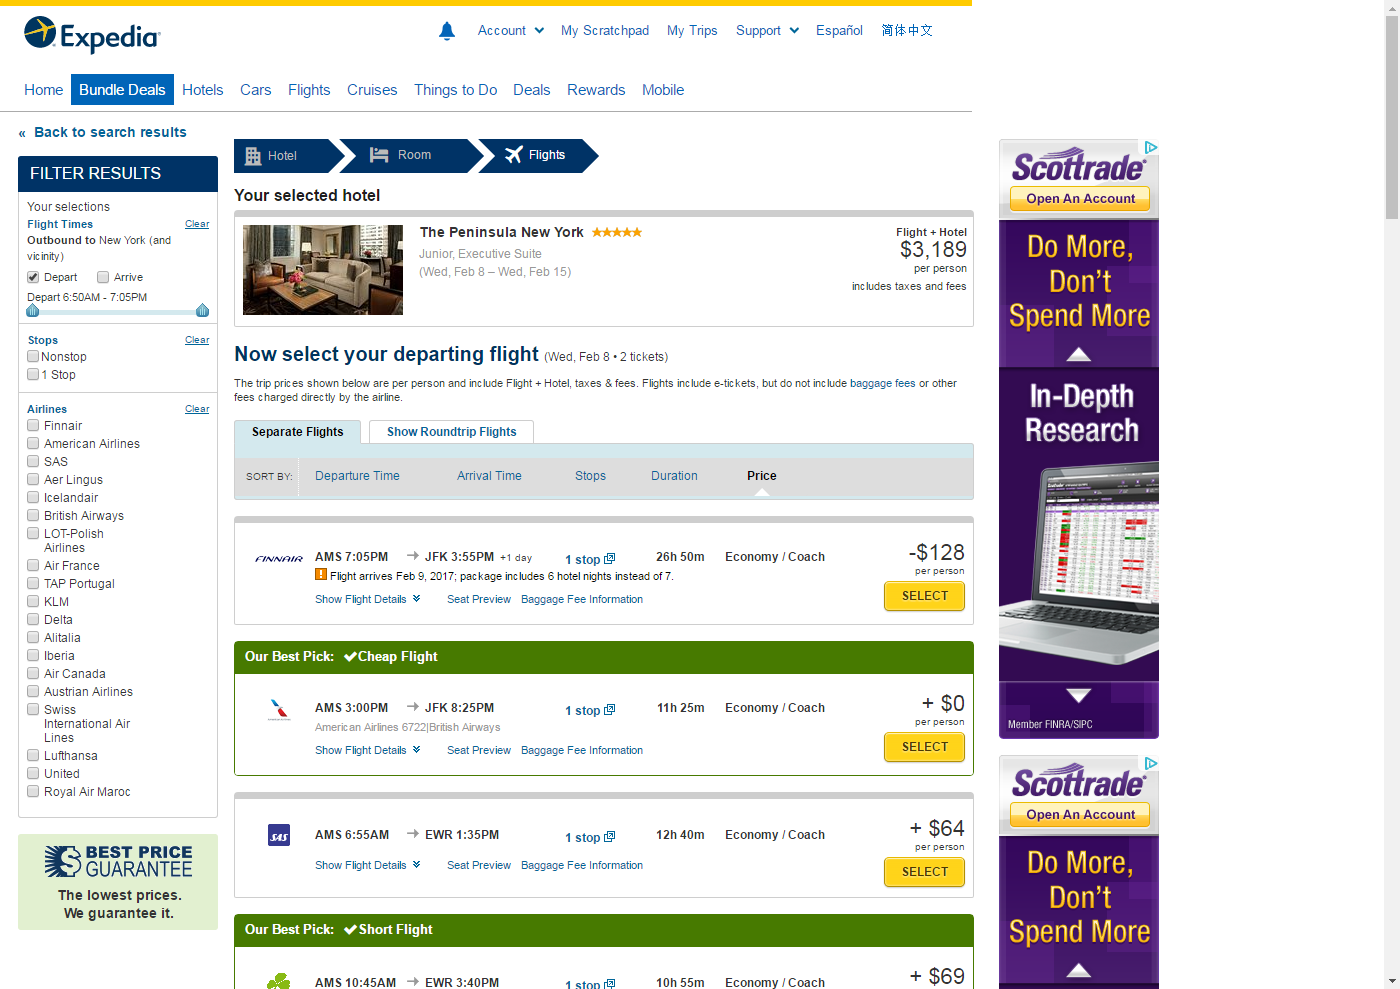 Expedia
Account
My Scratchpad
My Trips
Support
Español
简体中文
Home
Bundle Deals
Hotels
Cars
Flights
Cruises
Things to Do
Deals
Rewards
Mobile
« Back to search results
FILTER RESULTS
Your selections
Flight Times
Clear
Outbound to New York (and
vicinity)
Depart
Arrive
Depart 6:50AM - 7:05PM
Stops
Clear
Nonstop
1 Stop
Airlines
Clear
Finnair
American Airlines
SAS
Aer Lingus
Icelandair
British Airways
LOT-Polish
Airlines
Air France
TAP Portugal
KLM
Delta
Alitalia
Iberia
Air Canada
Austrian Airlines
Swiss
International Air
Lines
Lufthansa
United
Royal Air Maroc
BEST PRICE
GUARANTEE
The lowest prices.
We guarantee it.
Hotel
Room
Flights
Your selected hotel
The Peninsula New York
Junior, Executive Suite
(Wed, Feb 8 – Wed, Feb 15)
Flight + Hotel
$3,189
per person
includes taxes and fees
Now select your departing flight (Wed, Feb 8 • 2 tickets)
The trip prices shown below are per person and include Flight + Hotel, taxes & fees. Flights include e-tickets, but do not include baggage fees or other
fees charged directly by the airline.
Separate Flights
Show Roundtrip Flights
SORT BY:
Departure Time
Arrival Time
Stops
Duration
Price
FINNAIR
AMS 7:05PM
JFK 3:55PM +1 day
1 stop
26h 50m
Economy / Coach
-$128
per person
Flight arrives Feb 9, 2017; package includes 6 hotel nights instead of 7.
Show Flight Details
Seat Preview
Baggage Fee Information
SELECT
Our Best Pick: Cheap Flight
AMS 3:00PM
JFK 8:25PM
1 stop
11h 25m
Economy / Coach
+ $0
per person
American Airlines 6722|British Airways
Show Flight Details
Seat Preview
Baggage Fee Information
SELECT
SAS
AMS 6:55AM
EWR 1:35PM
1 stop
12h 40m
Economy / Coach
+ $64
per person
Show Flight Details
Seat Preview
Baggage Fee Information
SELECT
Our Best Pick: Short Flight
AMS 10:45AM
EWR 3:40PM
1 stop
10h 55m
Economy / Coach
+ $69
Scottrade
Open An Account
Do More,
Don't
Spend More
In-Depth
Research
Member FINRA/SIPC
Scottrade
Open An Account
Do More,
Don't
Spend More